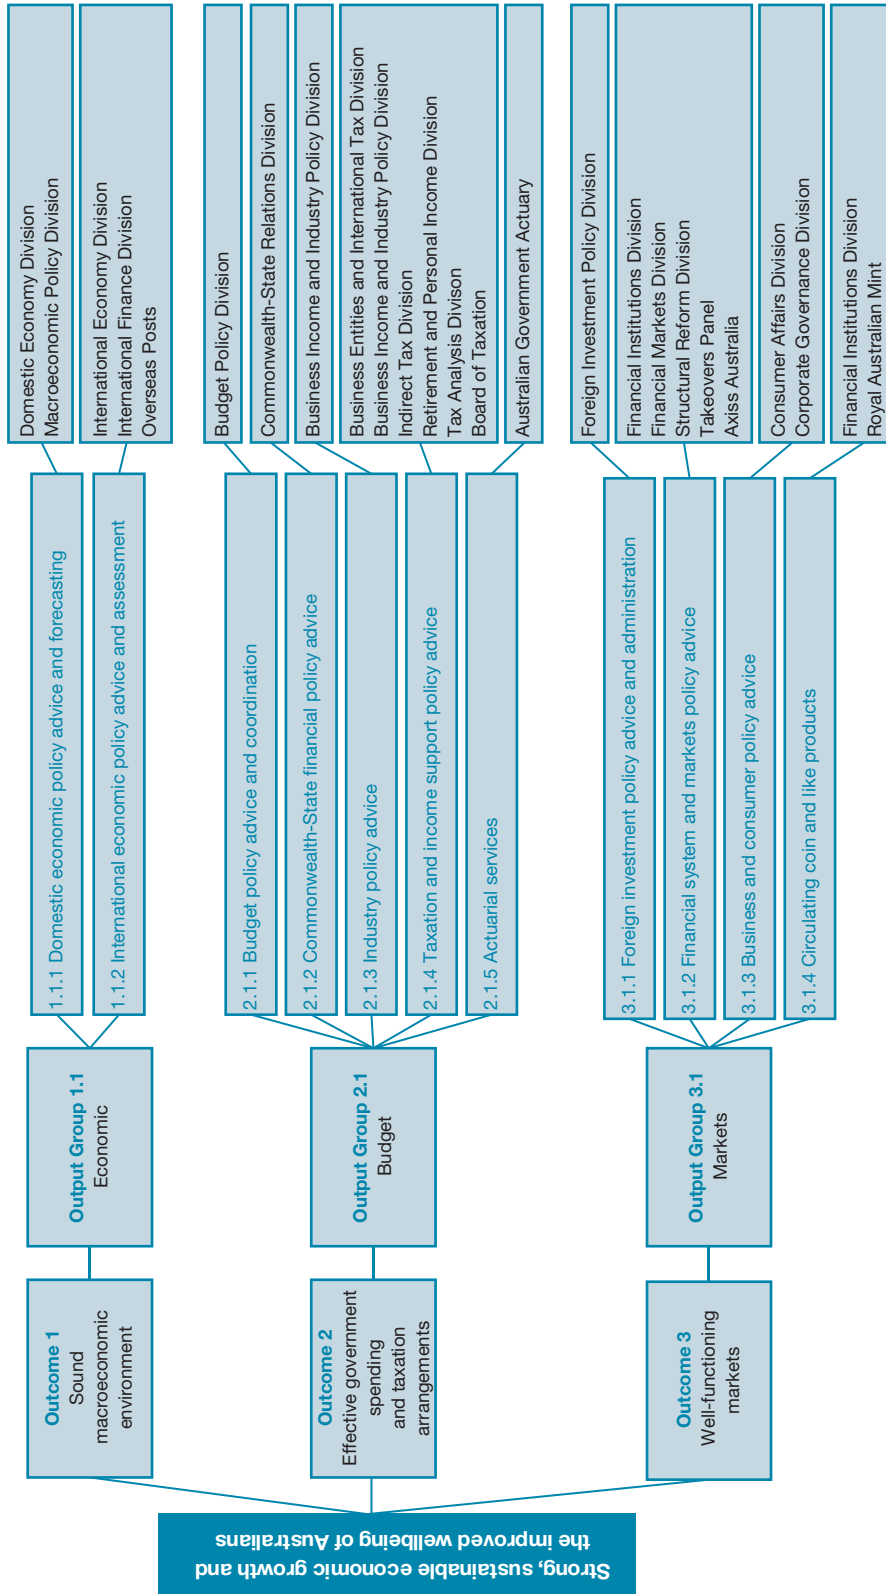 Strong, sustainable economic growth and
the improved wellbeing of Australians
Outcome 1
Sound
macroeconomic
environment
Output Group 1.1
Economic
1.1.1 Domestic economic policy advice and forecasting
Domestic Economy Division
Macroeconomic Policy Division
1.1.2 International economic policy advice and assessment
International Economy Division
International Finance Division
Overseas Posts
Outcome 2
Effective government
spending
and taxation
arrangements
Output Group 2.1
Budget
2.1.1 Budget policy advice and coordination
Budget Policy Division
2.1.2 Commonwealth-State financial policy advice
Commonwealth-State Relations Division
2.1.3 Industry policy advice
Business Income and Industry Policy Division
2.1.4 Taxation and income support policy advice
Business Entities and International Tax Division
Business Income and Industry Policy Division
Indirect Tax Division
Retirement and Personal Income Division
Tax Analysis Divison
Board of Taxation
2.1.5 Actuarial services
Australian Government Actuary
Outcome 3
Well-functioning
markets
Output Group 3.1
Markets
3.1.1 Foreign investment policy advice and administration
Foreign Investment Policy Division
3.1.2 Financial system and markets policy advice
Financial Institutions Division
Financial Markets Division
Structural Reform Division
Takeovers Panel
Axiss Australia
3.1.3 Business and consumer policy advice
Consumer Affairs Division
Corporate Governance Division
3.1.4 Circulating coin and like products
Financial Institutions Division
Royal Australian Mint